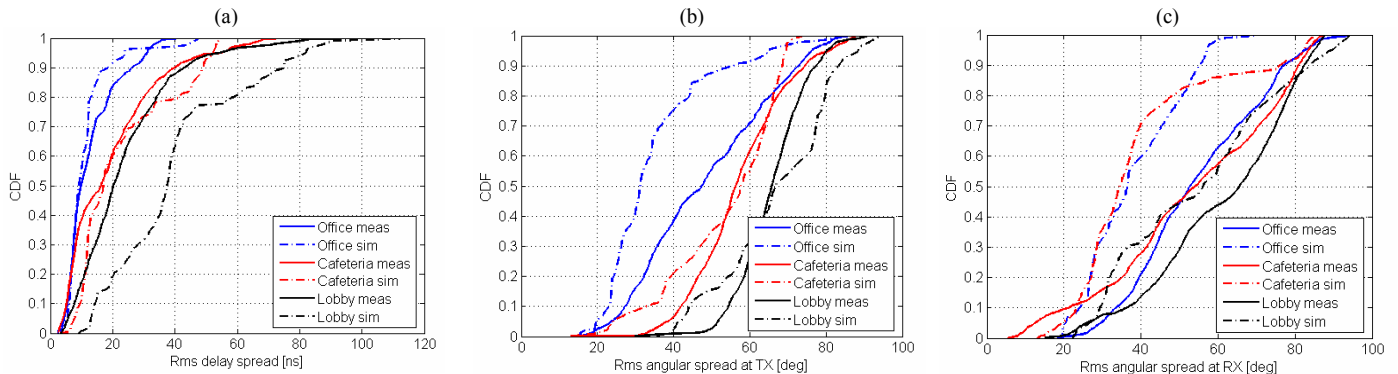 (a)
CDF
1
0.9
0.8
0.7
0.6
0.5
0.4
0.3
0.2
0.1
0
Office meas
Office sim
Cafeteria meas
Cafeteria sim
Lobby meas
Lobby sim
0 20 40 60 80 100 120
Rms delay spread [ns]
(b)
CDF
1
0.9
0.8
0.7
0.6
0.5
0.4
0.3
0.2
0.1
0
Office meas
Office sim
Cafeteria meas
Cafeteria sim
Lobby meas
Lobby sim
0 20 40 60 80 100
Rms angular spread at TX [deg]
(c)
CDF
1
0.9
0.8
0.7
0.6
0.5
0.4
0.3
0.2
0.1
0
Office meas
Office sim
Cafeteria meas
Cafeteria sim
Lobby meas
Lobby sim
0 20 40 60 80 100
Rms angular spread at RX [deg]